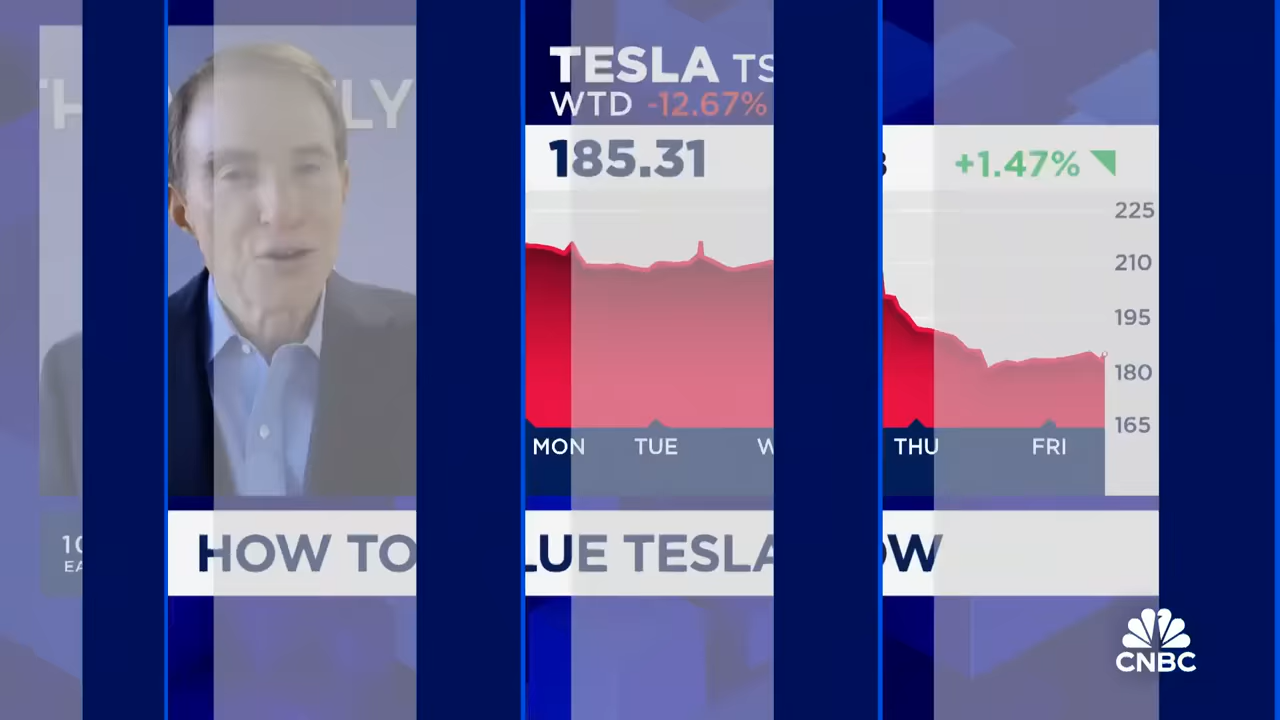 TESLA TS
WTD -12.67%
185.31
+1.47%
225
210
195
180
165
MON TUE W THU FRI
HOW TO LUE TESLA OW
CNBC